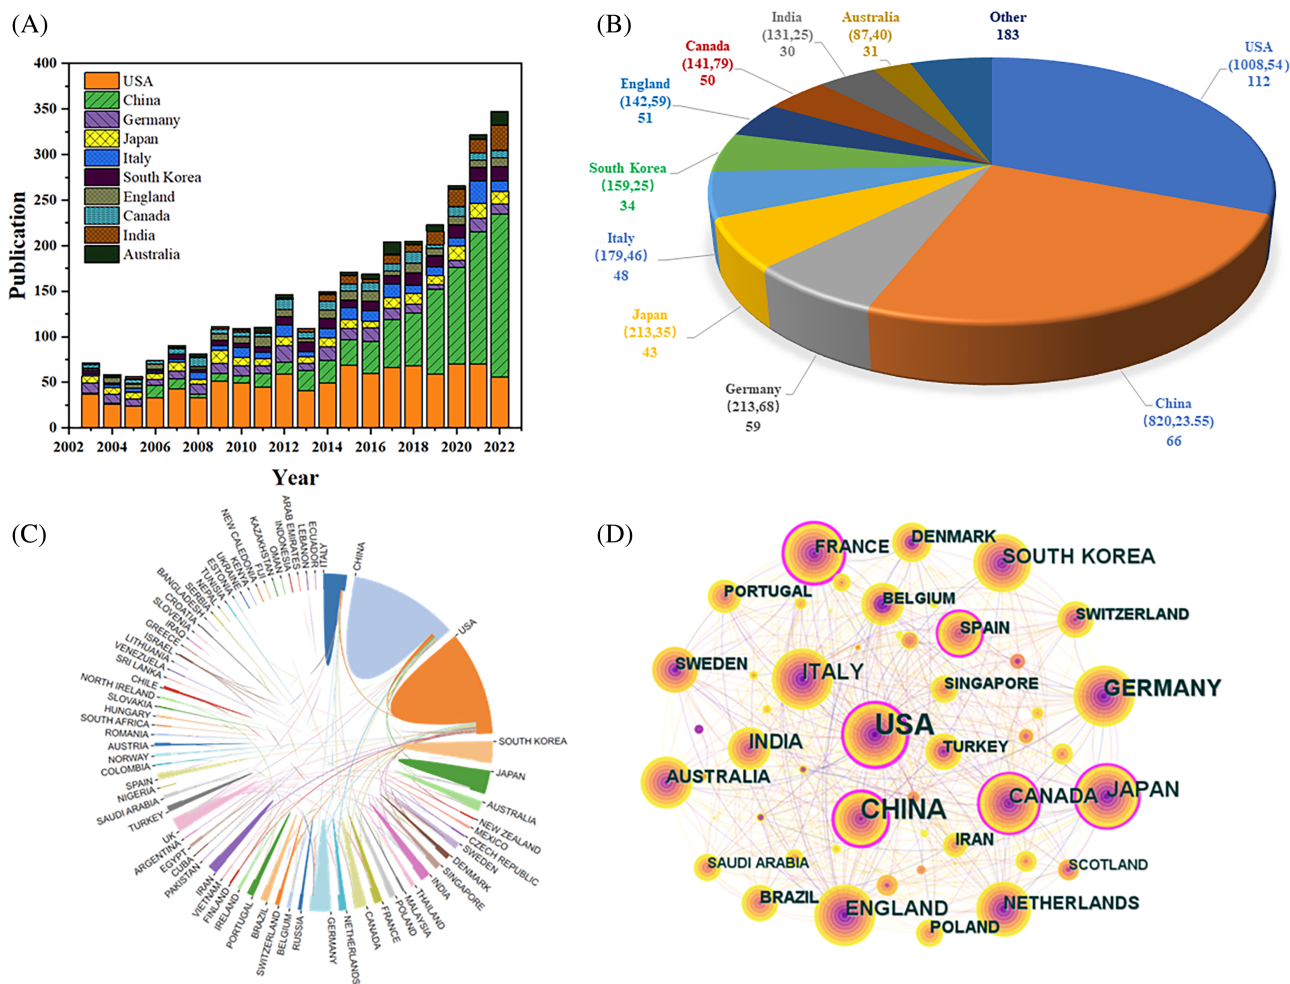 (A)
400
350
300
250
200
150
100
50
0
Publication
USA
China
Germany
Japan
Italy
South Korea
England
Canada
India
Australia
2002 2004 2006 2008 2010 2012 2014 2016 2018 2020 2022
Year
(B)
India
(131,25)
30
Australia
(87,40)
31
Other
183
USA
(1008,54)
112
Canada
(141,79)
50
England
(142,59)
51
South Korea
(159,25)
34
Italy
(179,46)
48
Japan
(213,35)
43
Germany
(213,68)
59
China
(820,23.55)
66
(C)
ITALY
CHINA
USA
SOUTH KOREA
JAPAN
AUSTRALIA
NEW ZEALAND
MEXICO
CZECH REPUBLIC
SWEDEN
DENMARK
SINGAPORE
INDIA
THAILAND
MALAYSIA
POLAND
FRANCE
CANADA
NETHERLANDS
GERMANY
RUSSIA
BELGIUM
SWITZERLAND
BRAZIL
PORTUGAL
IRELAND
FINLAND
VIETNAM
IRAN
PAKISTAN
CUBA
EGYPT
ARGENTINA
UK
TURKEY
SAUDI ARABIA
NIGERIA
SPAIN
COLOMBIA
NORWAY
AUSTRIA
ROMANIA
SOUTH AFRICA
HUNGARY
SLOVAKIA
NORTH IRELAND
CHILE
SRI LANKA
VENEZUELA
LITHUANIA
ISRAEL
GREECE
IRAQ
SLOVENIA
CROATIA
BANGLADESH
SERBIA
NEPAL
TUNISIA
ESTONIA
UKRAINE
KENYA
NEW CALEDONIA
FIJI
KAZAKHSTAN
OMAN
INDONESIA
ARAB EMIRATES
LEBANON
ECUADOR
(D)
FRANCE
DENMARK
SOUTH KOREA
PORTUGAL
BELGIUM
SWITZERLAND
SPAIN
SWEDEN
ITALY
SINGAPORE
GERMANY
USA
INDIA
TURKEY
AUSTRALIA
CANADA
JAPAN
CHINA
IRAN
SAUDI ARABIA
SCOTLAND
BRAZIL
ENGLAND
NETHERLANDS
POLAND